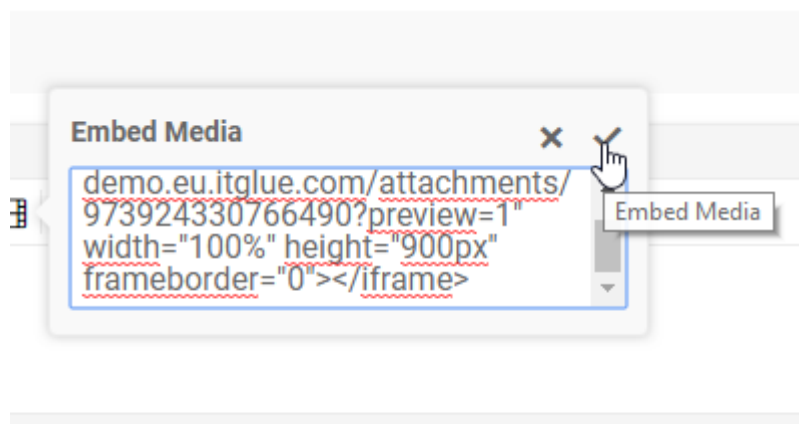 Embed Media
demo.eu.itglue.com/attachments/
973924330766490?preview=1"
Embed Media
width="100%" height="900px"
frameborder="0"></iframe>